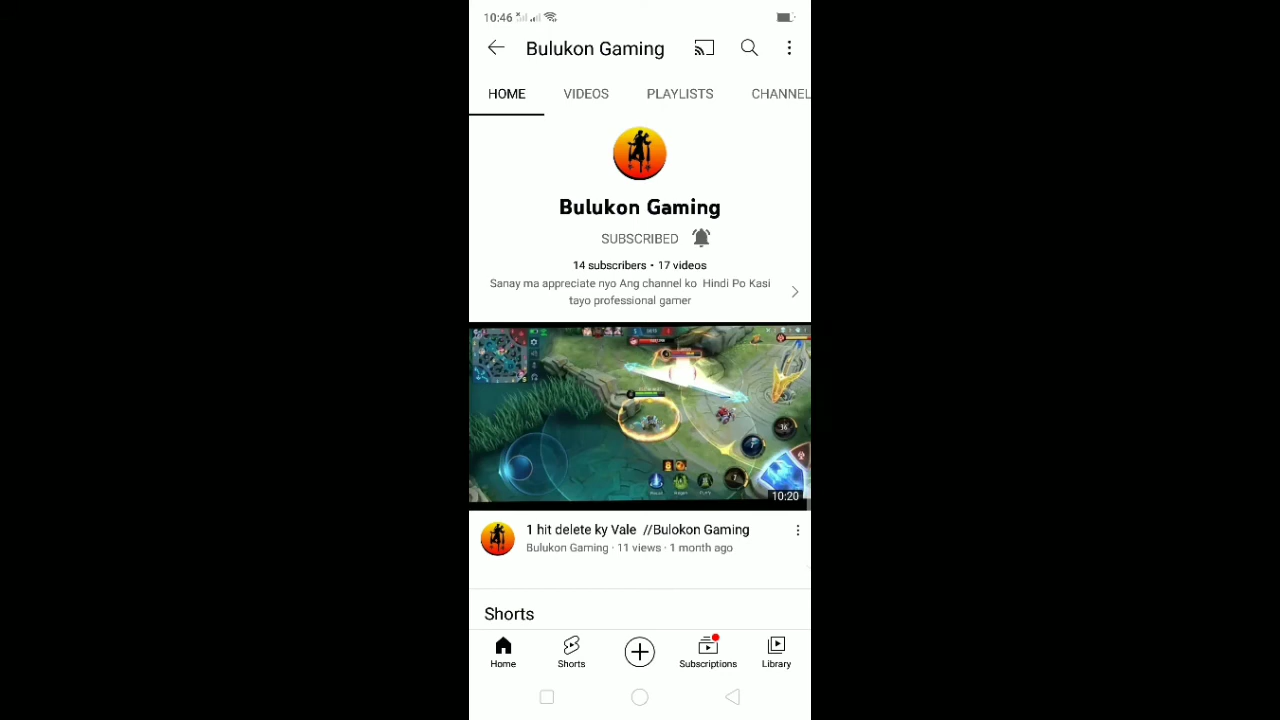 10:46
Bulukon Gaming
HOME VIDEOS PLAYLISTS CHANNEL
Bulukon Gaming
SUBSCRIBED
14 subscribers • 17 videos
Sanay ma appreciate nyo Ang channel ko Hindi Po Kasi
tayo professional gamer
10:20
1 hit delete ky Vale //Bulokon Gaming
Bulukon Gaming · 11 views · 1 month ago
Shorts
Home Shorts Subscriptions Library